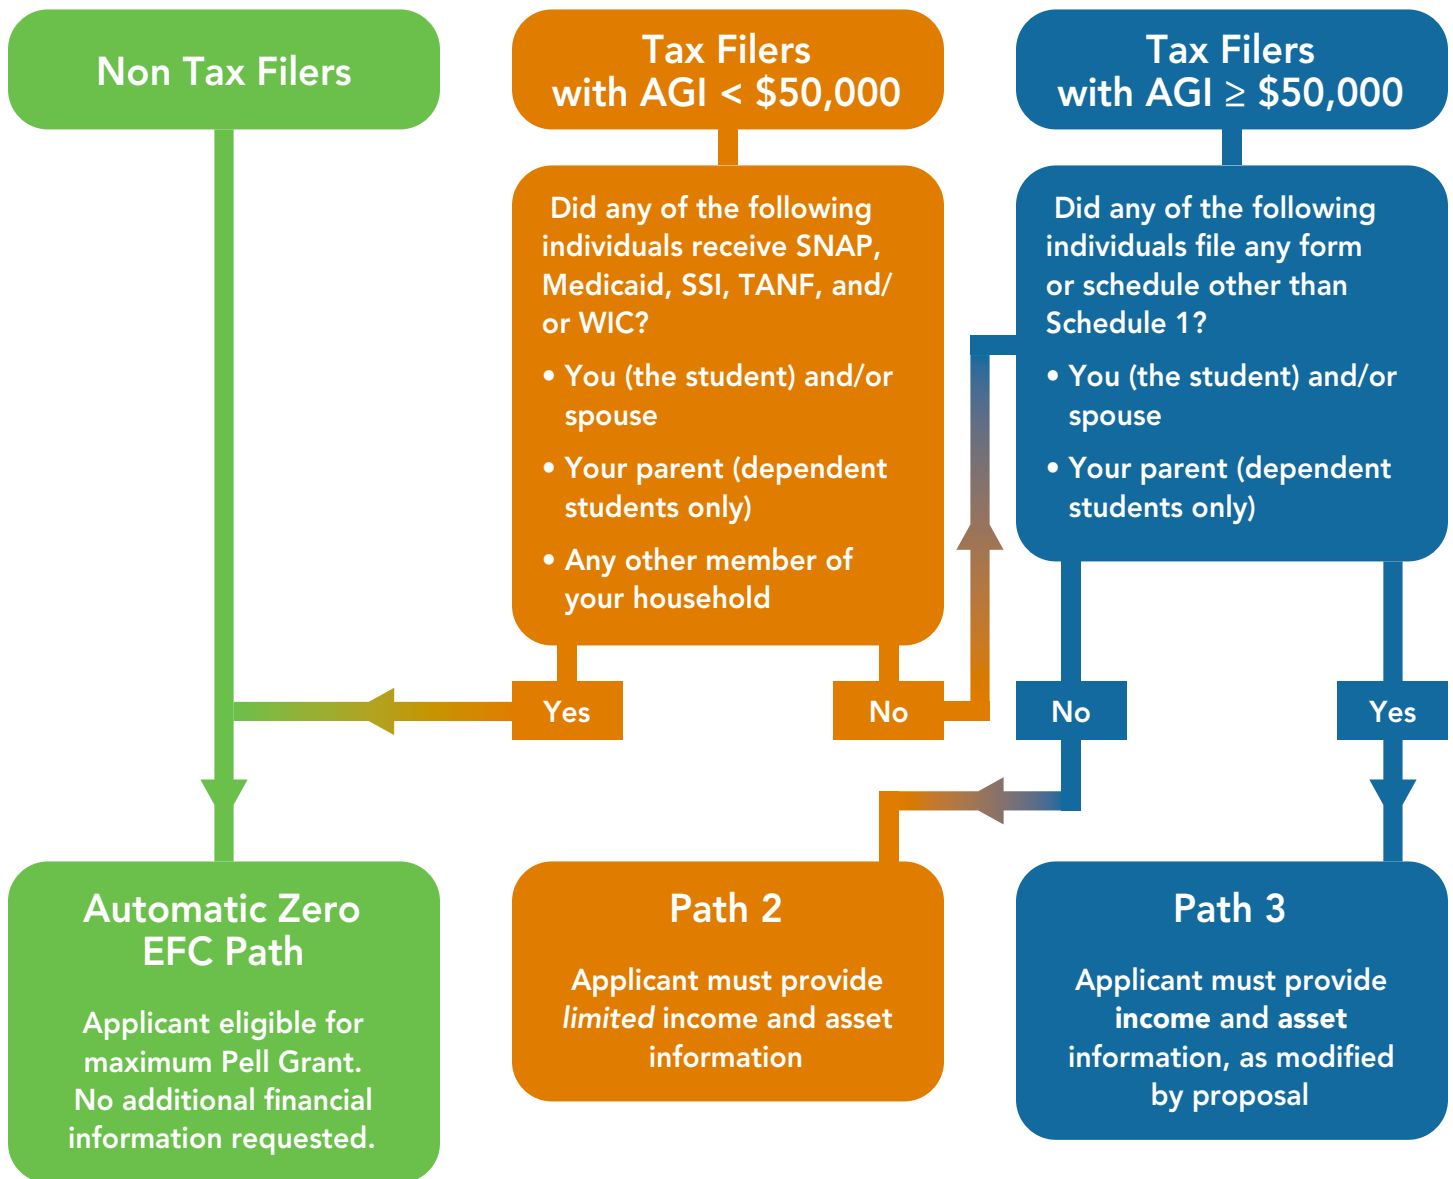 Non Tax Filers
Tax Filers
with AGI < $50,000
Tax Filers
with AGI ≥ $50,000
Did any of the following
individuals receive SNAP,
Medicaid, SSI, TANF, and/
or WIC?
• You (the student) and/or
spouse
• Your parent (dependent
students only)
• Any other member of
your household
Did any of the following
individuals file any form
or schedule other than
Schedule 1?
• You (the student) and/or
spouse
• Your parent (dependent
students only)
Yes
No
No
Yes
Automatic Zero
EFC Path
Applicant eligible for
maximum Pell Grant.
No additional financial
information requested.
Path 2
Applicant must provide
limited income and asset
information
Path 3
Applicant must provide
income and asset
information, as modified
by proposal